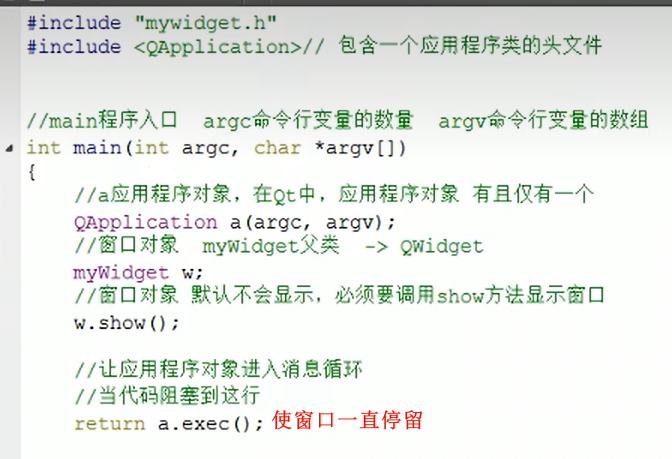 #include "mywidget.h"
#include <QApplication>// 包含一个应用程序类的头文件
//main程序入口 argc命令行变量的数量 argv命令行变量的数组
int main(int argc, char *argv[])
{
//a应用程序对象，在Qt中，应用程序对象 有且仅有一个
QApplication a(argc, argv);
//窗口对象 myWidget父类 -> QWidget
myWidget w;
//窗口对象 默认不会显示，必须要调用show方法显示窗口
w.show();
//让应用程序对象进入消息循环
//当代码阻塞到这行
return a.exec(); 使窗口一直停留